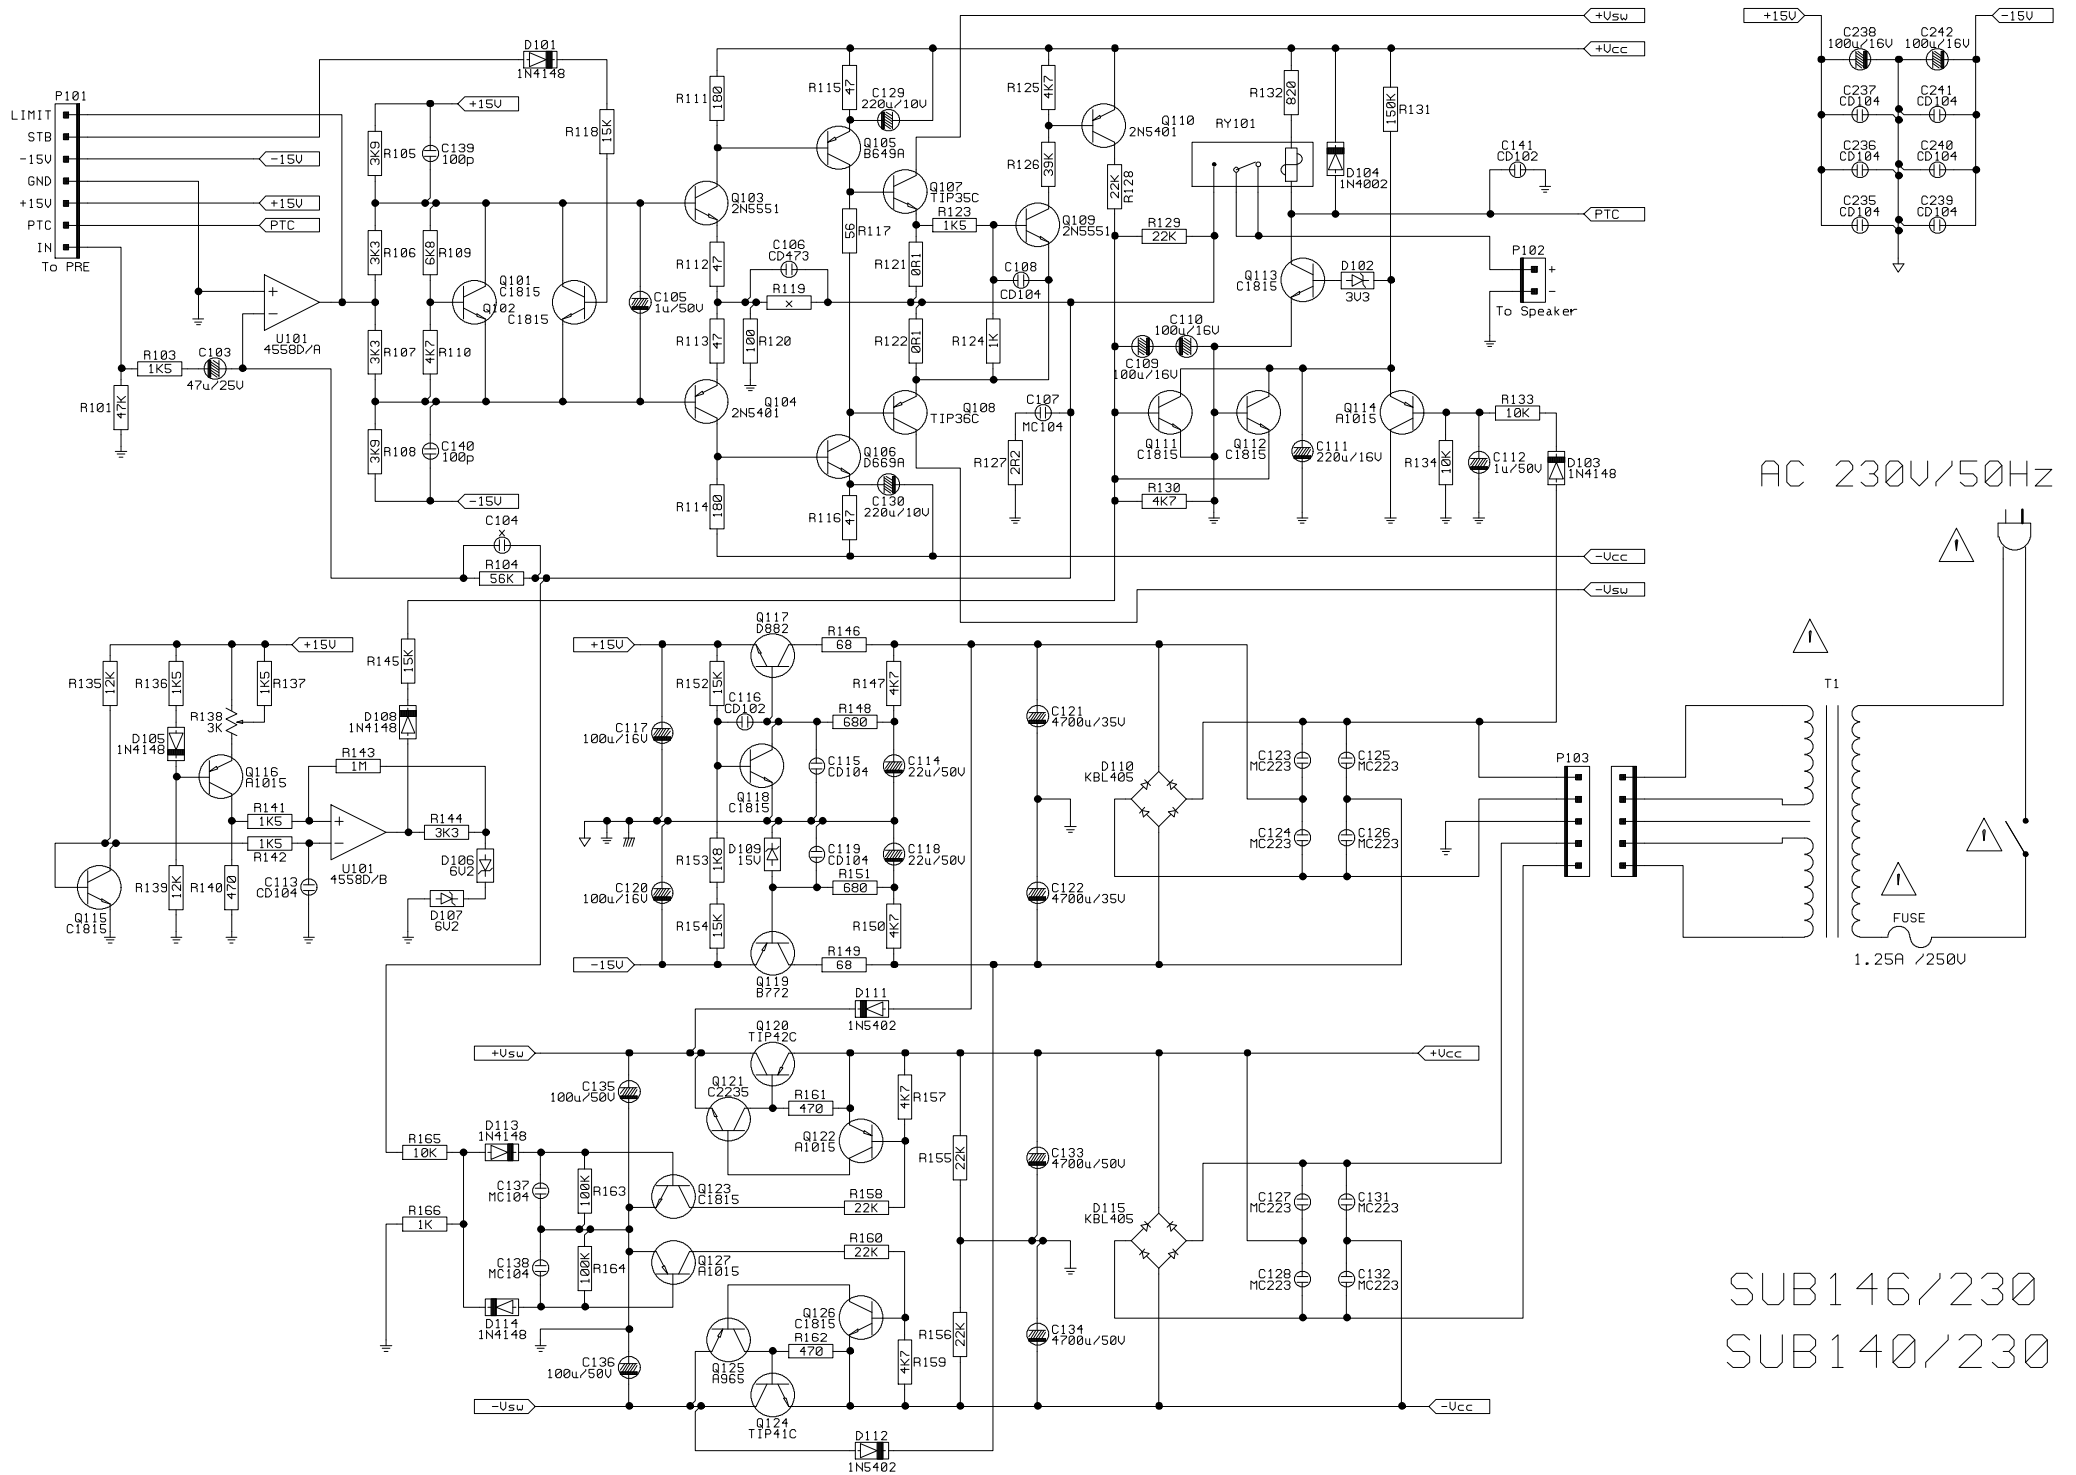 +Vsw
+Vcc
+15V
-15V
C238
100u/16V
C242
100u/16V
C237
CD104
C241
CD104
C236
CD104
C240
CD104
C235
CD104
C239
CD104
P101
LIMIT
STB
-15V
GND
+15V
PTC
IN
To PRE
-15V
+15V
PTC
D101
1N4148
+15V
R118
15K
R105
3K9
C139
100p
R106
3K3
R109
6K8
Q101
C1815
Q102
C1815
C105
1u/50V
U101
4558D/A
R107
3K3
R110
4K7
R103
1K5
C103
47u/25V
R101
47K
R108
3K9
C140
100p
-15V
R111
180
R115
47
C129
220u/10V
Q105
B649A
Q103
2N5551
Q107
TIP35C
R112
47
R117
56
R123
1K5
R121
0R1
C106
CD473
R119
x
R113
47
R120
100
R122
0R1
R124
1K
C108
CD104
Q104
2N5401
Q108
TIP36C
Q106
D669A
C130
220u/10V
R114
180
R116
47
C107
MC104
R127
2R2
R125
4K7
R126
39K
Q110
2N5401
Q109
2N5551
R128
22K
R129
22K
RY101
R132
820
D104
1N4002
R131
150K
C141
CD102
PTC
P102
+
-
To Speaker
Q113
C1815
D102
3V3
C110
100u/16V
C109
100u/16V
Q111
C1815
Q112
C1815
C111
220u/16V
Q114
A1015
R133
10K
R134
10K
C112
1u/50V
D103
1N4148
R130
4K7
-Vcc
-Vsw
C104
x
R104
56K
AC 230V/50Hz
+15V
R135
12K
R136
1K5
R137
1K5
R138
3K
D105
1N4148
Q116
A1015
R145
15K
D108
1N4148
R143
1M
R141
1K5
R142
1K5
U101
4558D/B
R144
3K3
D106
6V2
D107
6V2
Q115
C1815
R139
12K
R140
470
C113
CD104
Q117
D882
+15V
R146
68
R152
15K
C116
CD102
R147
4K7
R148
680
C117
100u/16V
Q118
C1815
C115
CD104
C114
22u/50V
R153
1K8
D109
15V
C119
CD104
C118
22u/50V
R151
680
C120
100u/16V
R154
15K
R150
4K7
-15V
Q119
B772
R149
68
C121
4700u/35V
C122
4700u/35V
D110
KBL405
C123
MC223
C125
MC223
C124
MC223
C126
MC223
P103
T1
FUSE
1.25A /250V
D111
1N5402
+Vsw
Q120
TIP42C
+Vcc
C135
100u/50V
Q121
C2235
R161
470
R157
4K7
Q122
A1015
R155
22K
C133
4700u/50V
R165
10K
D113
1N4148
C137
MC104
R163
100K
Q123
C1815
R158
22K
R166
1K
R160
22K
C138
MC104
R164
100K
Q127
A1015
D114
1N4148
Q126
C1815
R162
470
R156
22K
C134
4700u/50V
R159
4K7
C136
100u/50V
Q125
A965
-Vsw
Q124
TIP41C
-Vcc
D112
1N5402
D115
KBL405
C127
MC223
C131
MC223
C128
MC223
C132
MC223
SUB146/230
SUB140/230